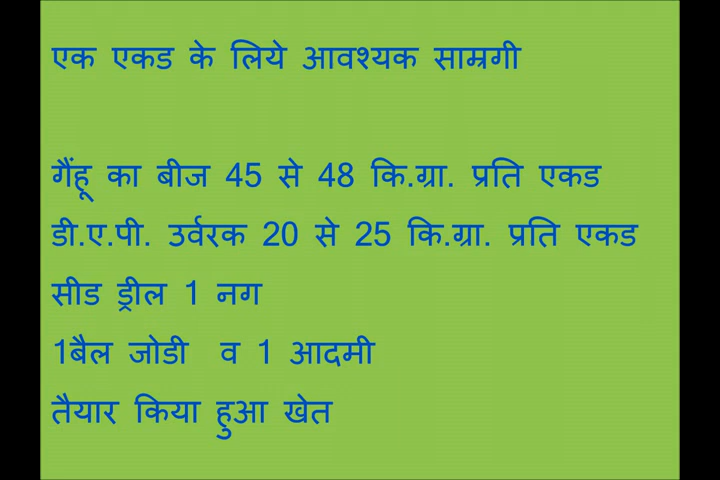 एक एकड के लिये आवश्यक साम्रगी
गैंहू का बीज 45 से 48 कि.ग्रा. प्रति एकड
डी.ए.पी. उर्वरक 20 से 25 कि.ग्रा. प्रति एकड
सीड ड्रील 1 नग
1बैल जोडी व 1 आदमी
तैयार किया हुआ खेत